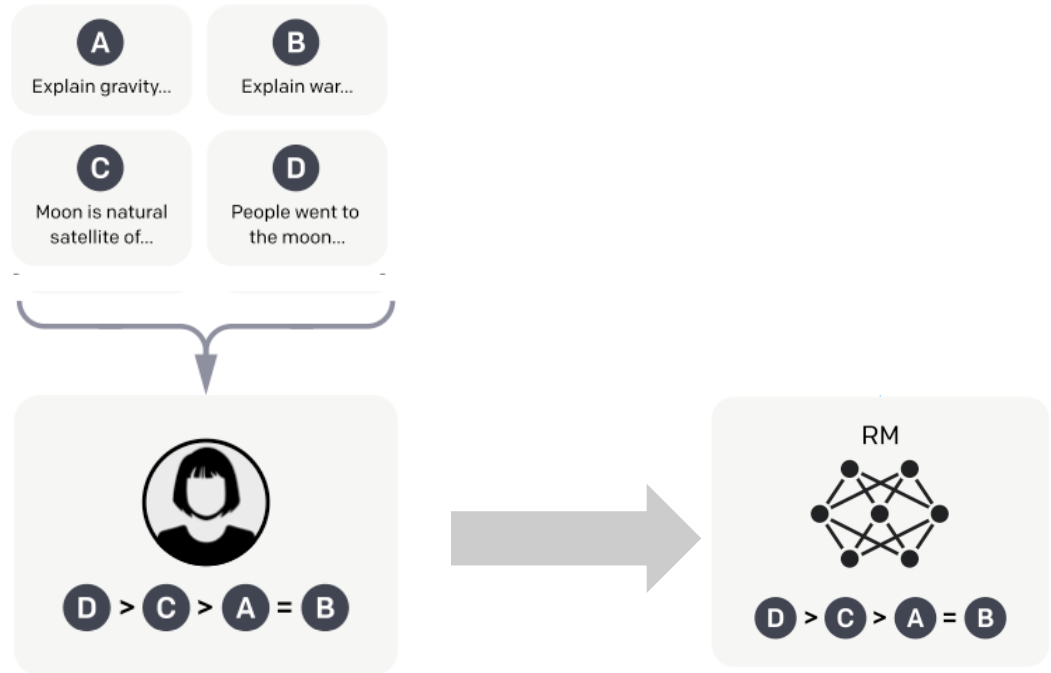 A
Explain gravity...
B
Explain war...
C
Moon is natural
satellite of...
D
People went to
the moon...
D > C > A = B
RM
D > C > A = B